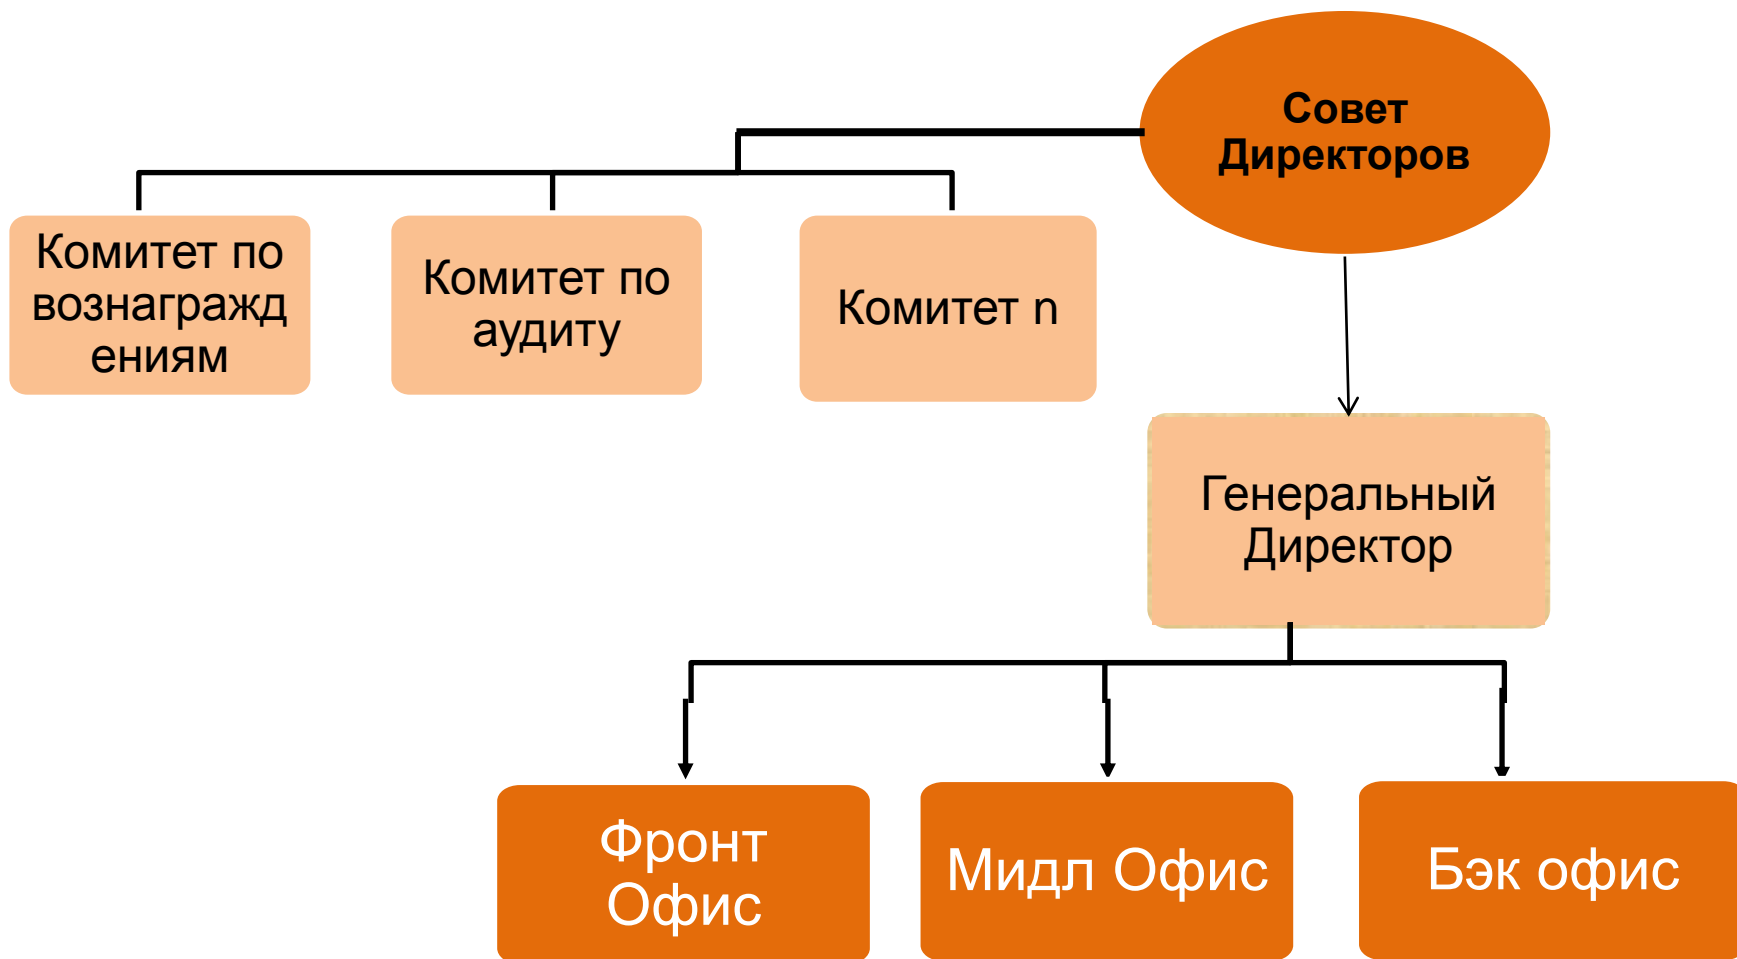 Совет
Директоров
Комитет по
вознагражд
ениям
Комитет по
аудиту
Комитет n
Генеральный
Директор
Фронт
Офис
Мидл Офис
Бэк офис